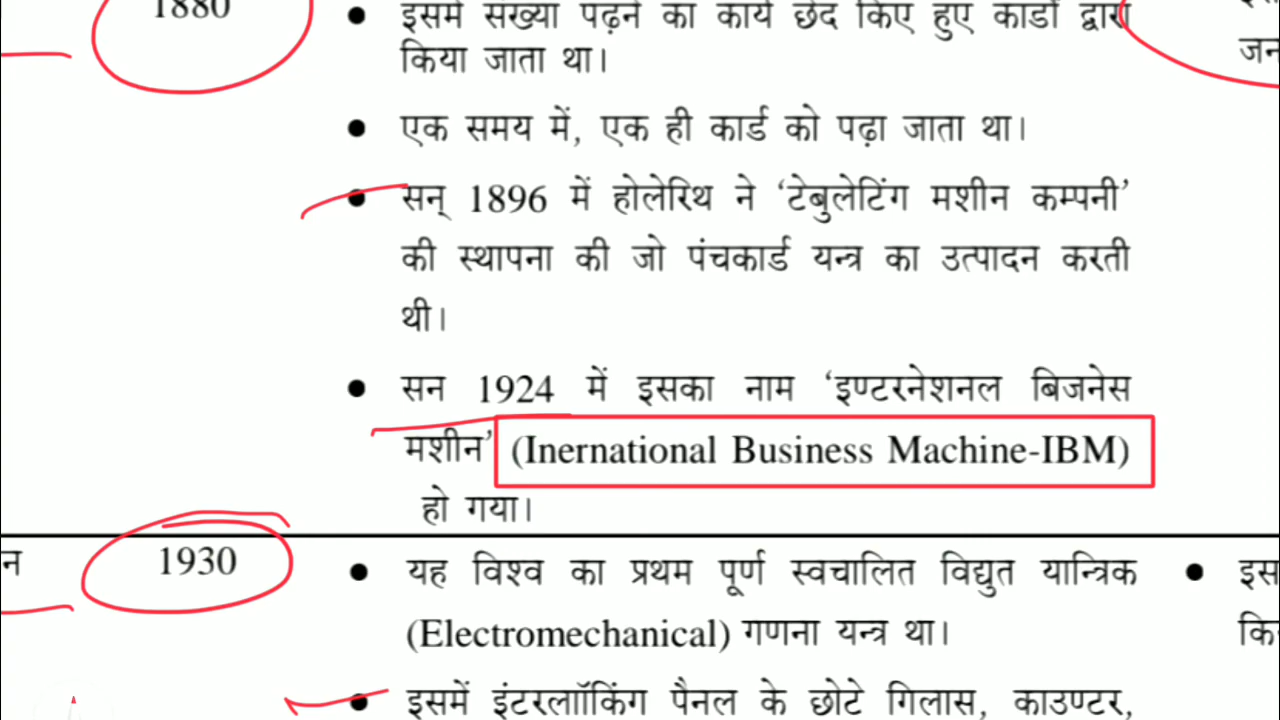 1880
इसमें संख्या पढ़ने का कार्य छेद किए हुए कार्डों द्वारा
किया जाता था।
जन
एक समय में, एक ही कार्ड को पढ़ा जाता था।
सन् 1896 में होलेरिथ ने ‘टेबुलेटिंग मशीन कम्पनी’
की स्थापना की जो पंचकार्ड यन्त्र का उत्पादन करती
थी।
सन 1924 में इसका नाम ‘इण्टरनेशनल बिजनेस
मशीन’ (Inernational Business Machine-IBM)
हो गया।
न
1930
यह विश्व का प्रथम पूर्ण स्वचालित विद्युत यान्त्रिक
(Electromechanical) गणना यन्त्र था।
इसमें इंटरलाॅकिंग पैनल के छोटे गिलास, काउण्टर,
इस
कि